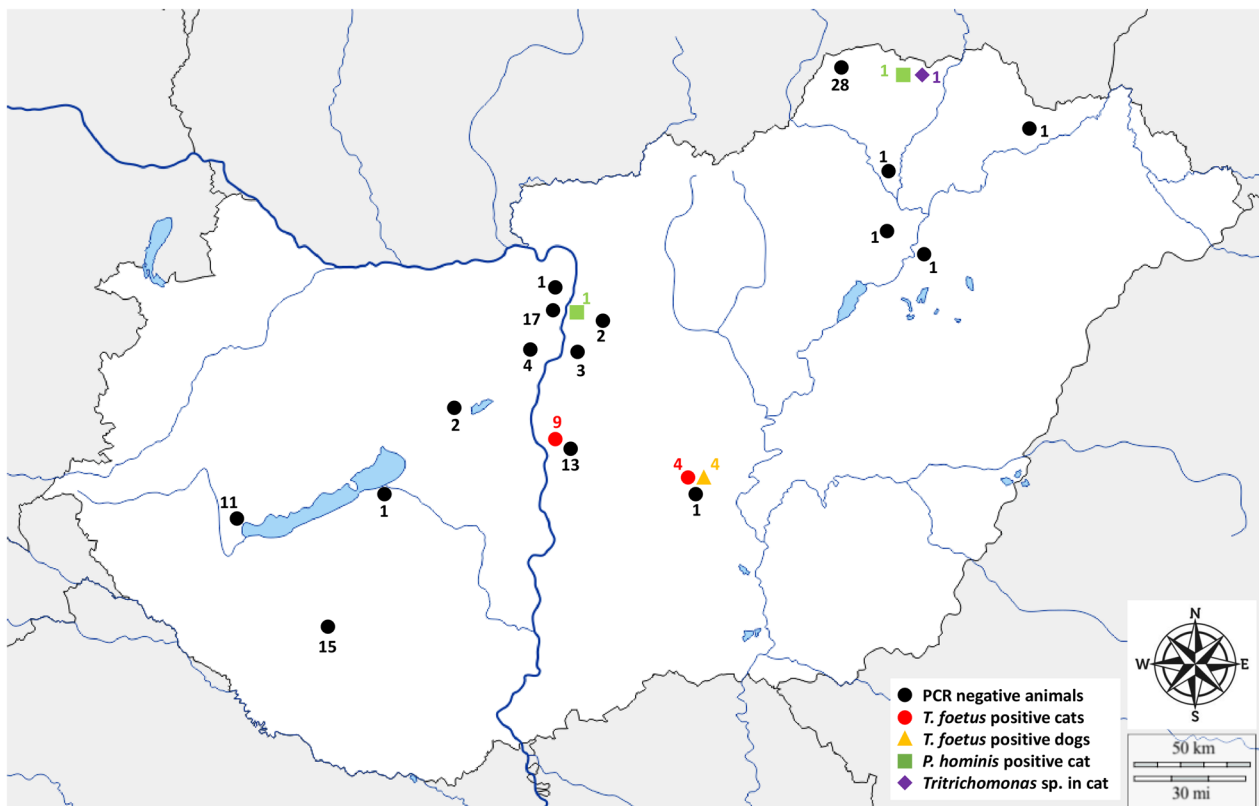 1
1
28
1
1
1
1
1
1
17
2
4
3
2
9
13
4
4
1
11
1
15
N
W
E
S
PCR negative animals
T. foetus positive cats
T. foetus positive dogs
P. hominis positive cat
Tritrichomonas sp. in cat
50 km
30 mi